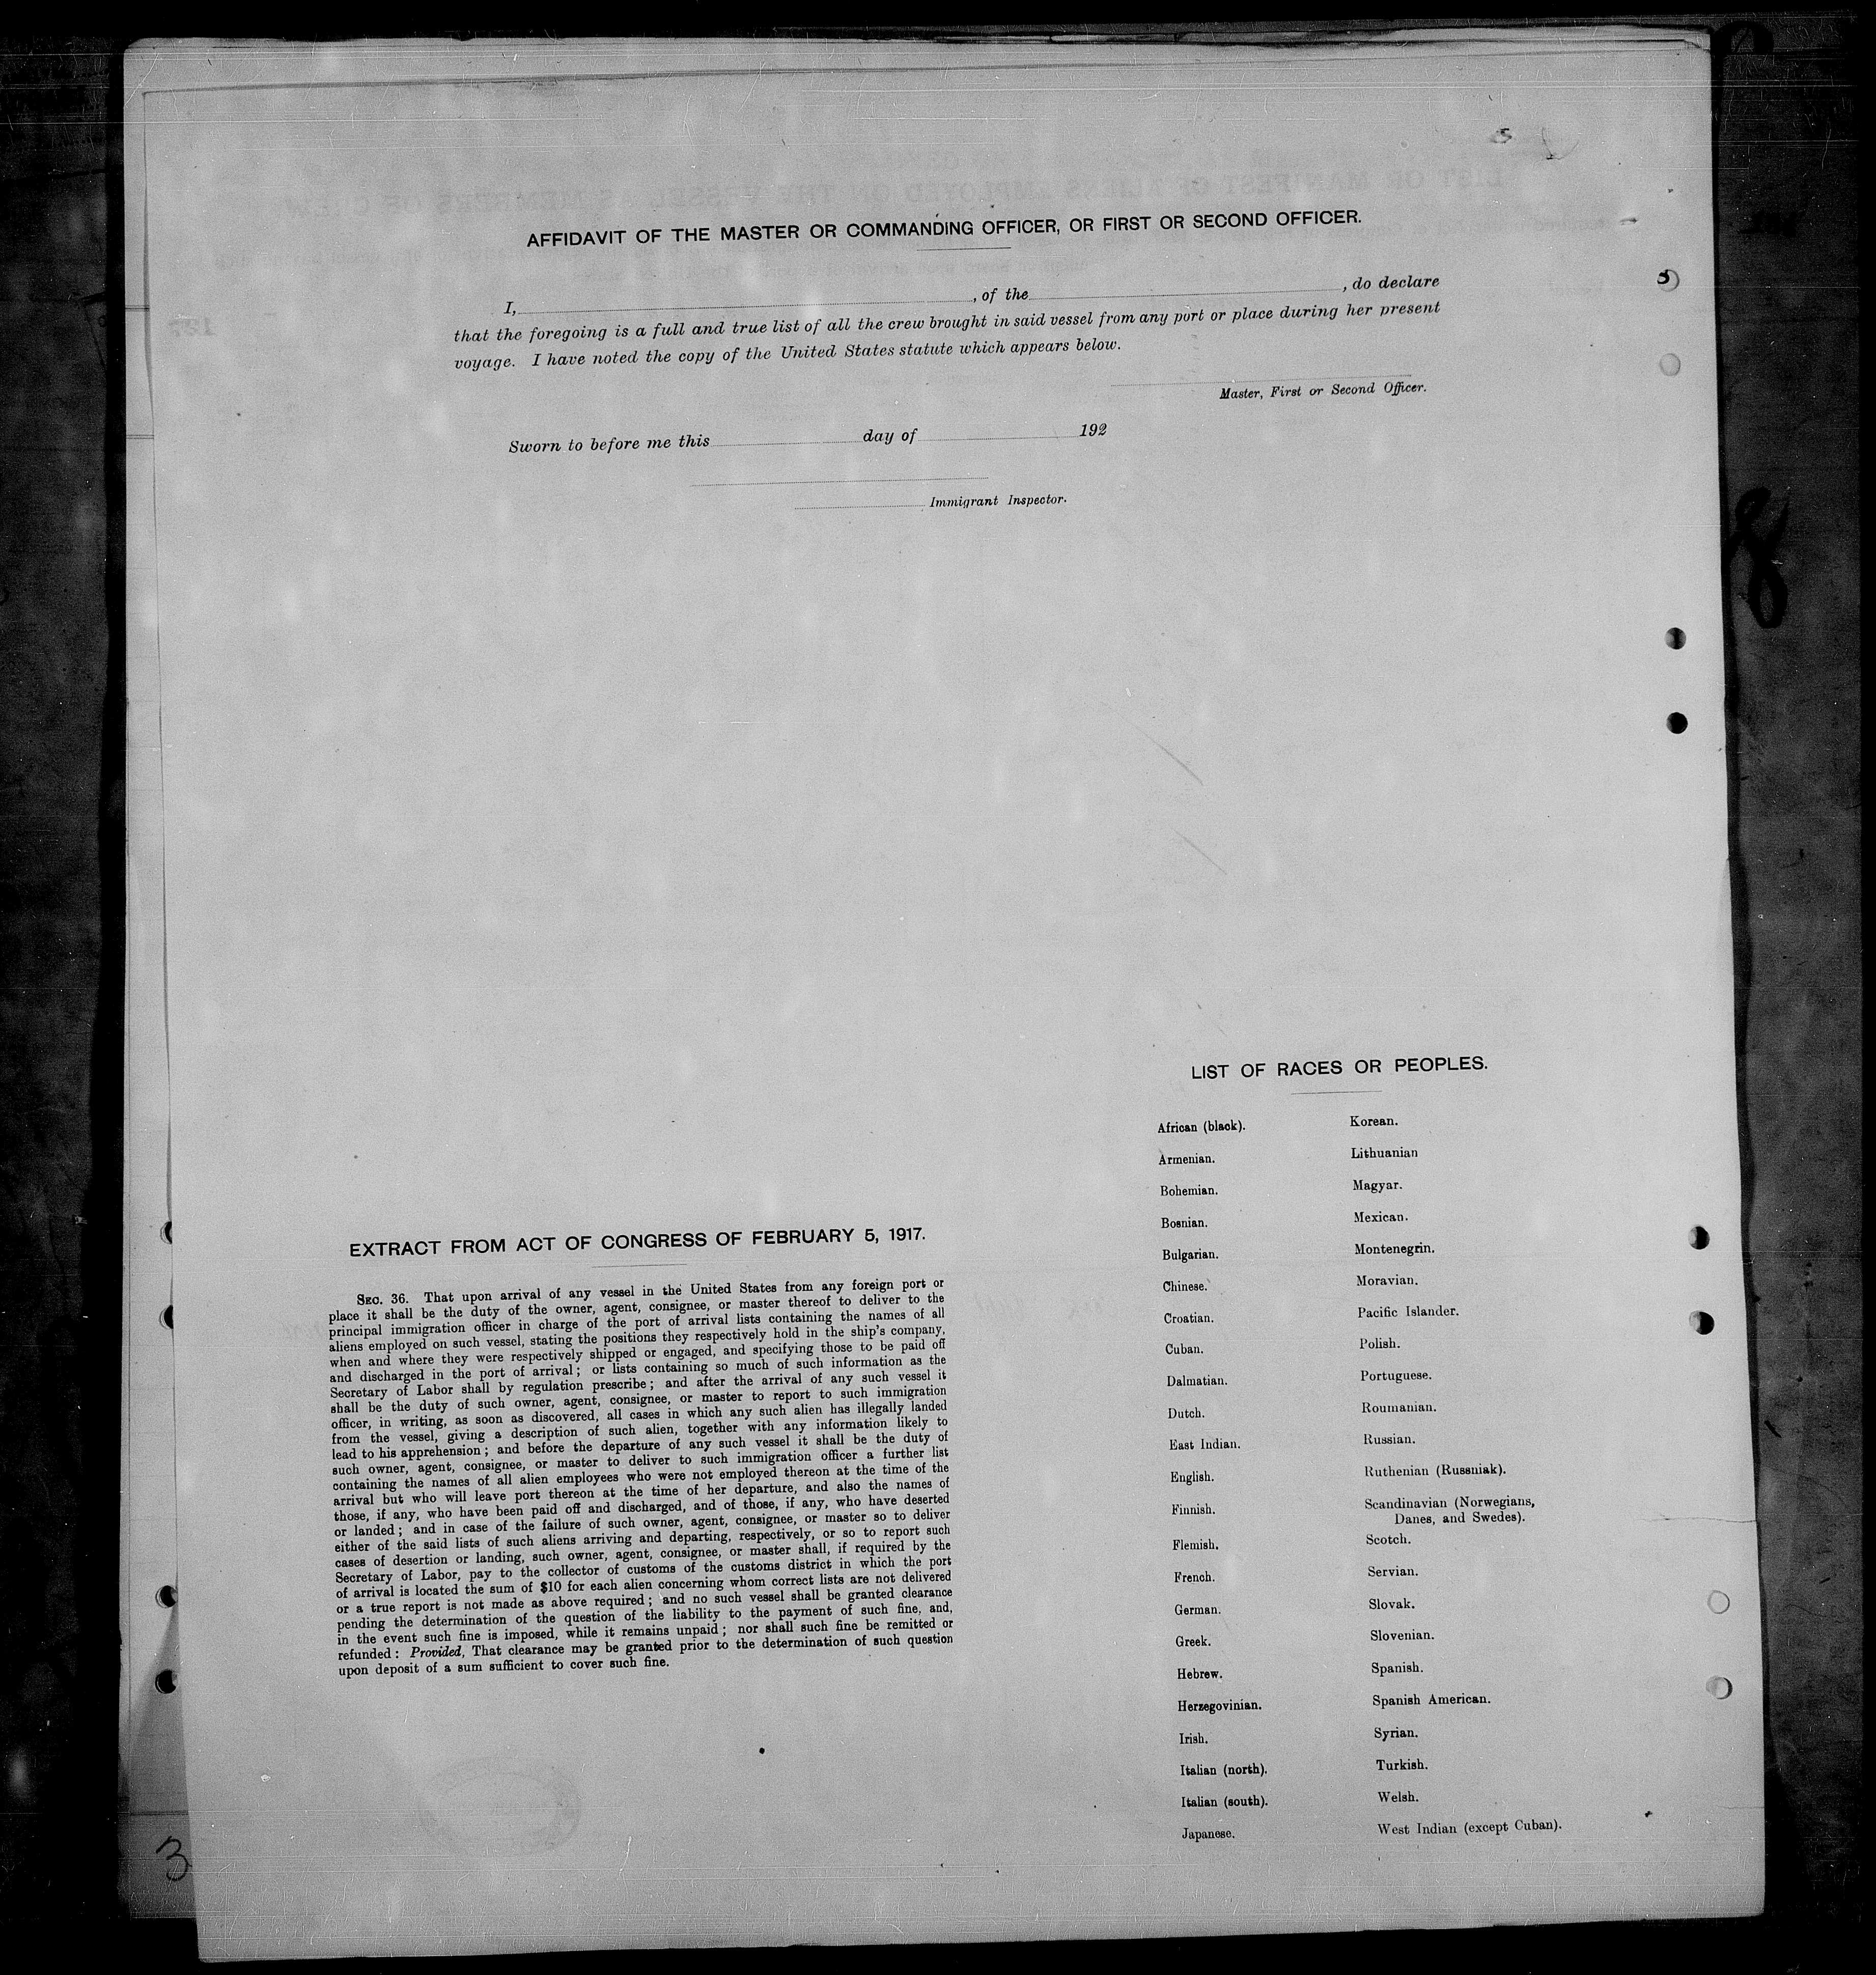 5
AFFIDAVIT OF THE MASTER OR COMMANDING OFFICER, OR FIRST OR SECOND OFFICER.
I, , of the , do declare
that the foregoing is a full and true list of all the crew brought in said vessel from any port or place during her present
voyage. I have noted the copy of the United States statute which appears below.
Master, First or Second Officer.
Sworn to before me this day of 192
Immigrant Inspector.
8
EXTRACT FROM ACT OF CONGRESS OF FEBRUARY 5, 1917.
SEC. 36. That upon arrival of any vessel in the United States from any foreign port or
place it shall be the duty of the owner, agent, consignee, or master thereof to deliver to the
principal immigration officer in charge of the port of arrival lists containing the names of all
aliens employed on such vessel, stating the positions they respectively hold in the ship's company,
when and where they were respectively shipped or engaged, and specifying those to be paid off
and discharged in the port of arrival; or lists containing so much of such information as the
Secretary of Labor shall by regulation prescribe; and after the arrival of any such vessel it
shall be the duty of such owner, agent, consignee, or master to report to such immigration
officer, in writing, as soon as discovered, all cases in which any such alien has illegally landed
from the vessel, giving a description of such alien, together with any information likely to
lead to his apprehension; and before the departure of any such vessel it shall be the duty of
such owner, agent, consignee, or master to deliver to such immigration officer a further list
containing the names of all alien employees who were not employed thereon at the time of the
arrival but who will leave port thereon at the time of her departure, and also the names of
those, if any, who have been paid off and discharged, and of those, if any, who have deserted
or landed; and in case of the failure of such owner, agent, consignee, or master so to deliver
either of the said lists of such aliens arriving and departing, respectively, or so to report such
cases of desertion or landing, such owner, agent, consignee, or master shall, if required by the
Secretary of Labor, pay to the collector of customs of the customs district in which the port
of arrival is located the sum of $10 for each alien concerning whom correct lists are not delivered
or a true report is not made as above required; and no such vessel shall be granted clearance
pending the determination of the question of the liability to the payment of such fine, and,
in the event such fine is imposed, while it remains unpaid; nor shall such fine be remitted or
refunded: Provided, That clearance may be granted prior to the determination of such question
upon deposit of a sum sufficient to cover such fine.
LIST OF RACES OR PEOPLES.
African (black).
Armenian.
Bohemian.
Bosnian.
Bulgarian.
Chinese.
Croatian.
Cuban.
Dalmatian.
Dutch.
East Indian.
English.
Finnish.
Flemish.
French.
German.
Greek.
Hebrew.
Herzegovinian.
Irish.
Italian (north).
Italian (south).
Japanese.
Korean.
Lithuanian
Magyar.
Mexican.
Montenegrin.
Moravian.
Pacific Islander.
Polish.
Portuguese.
Roumanian.
Russian.
Ruthenian (Russniak).
Scandinavian (Norwegians,
Danes, and Swedes).
Scotch.
Servian.
Slovak.
Slovenian.
Spanish.
Spanish American.
Syrian.
Turkish.
Welsh.
West Indian (except Cuban).
3